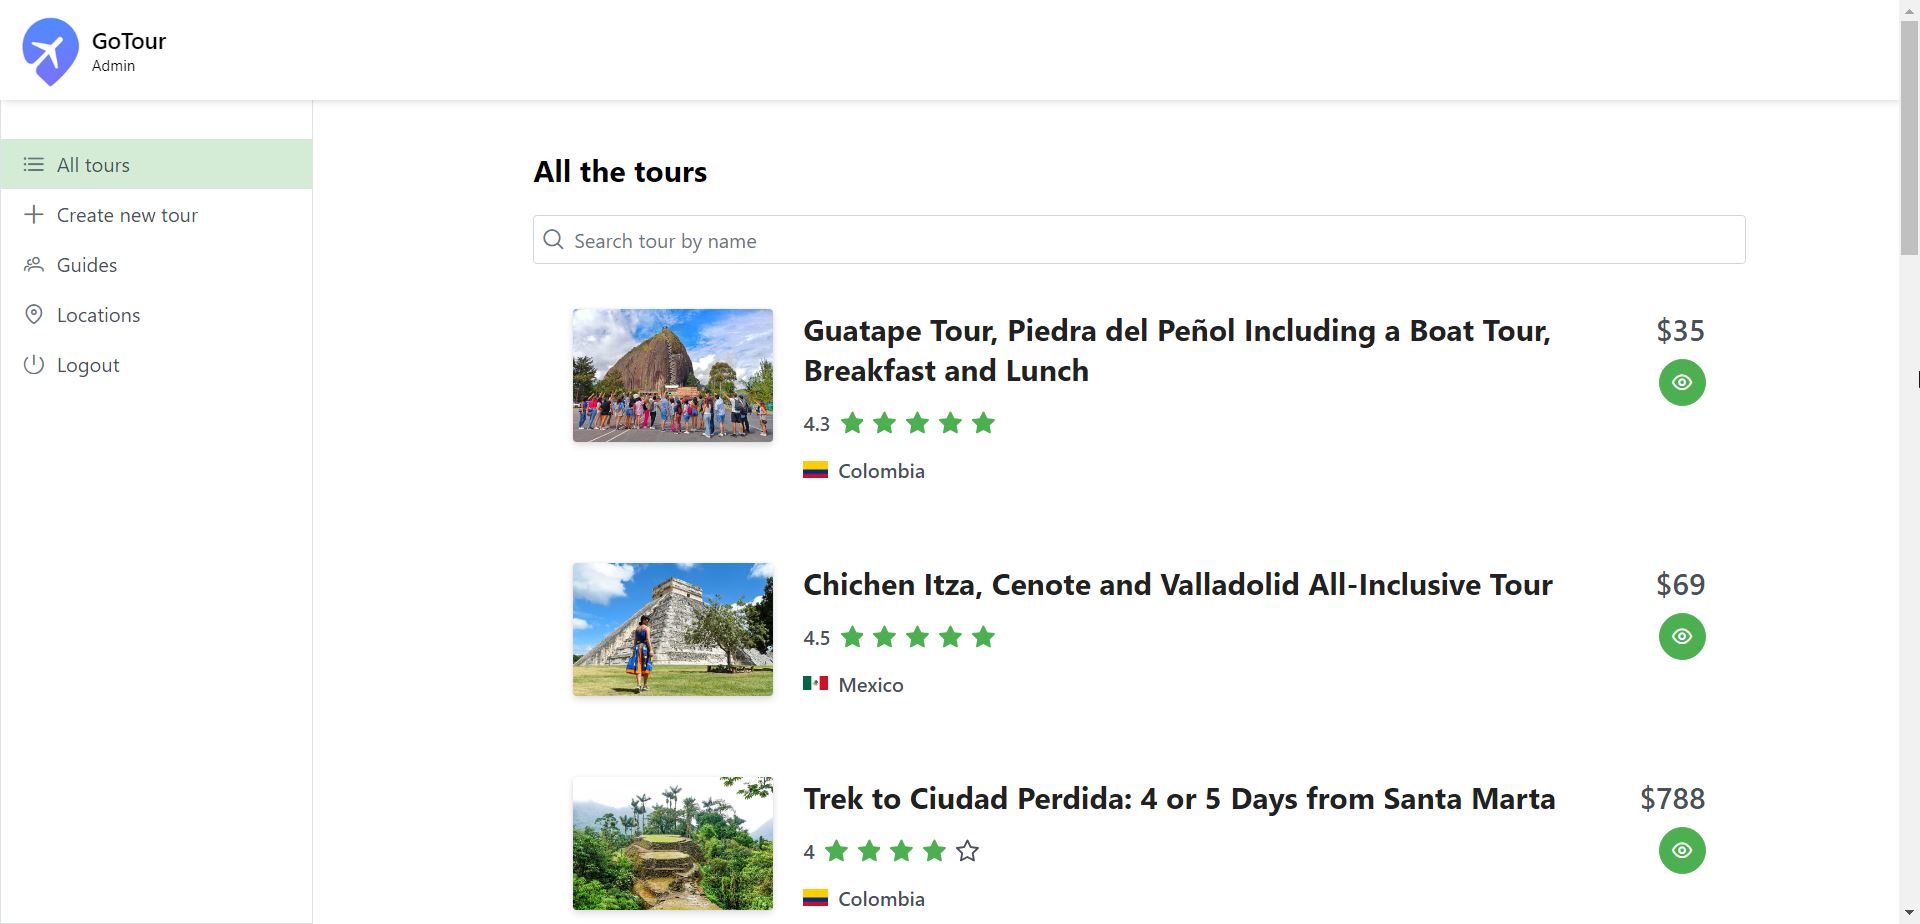 GoTour
Admin
All tours
Create new tour
Guides
Locations
Logout
All the tours
Search tour by name
Guatape Tour, Piedra del Peñol Including a Boat Tour,
Breakfast and Lunch
$35
4.3
Colombia
Chichen Itza, Cenote and Valladolid All-Inclusive Tour
$69
4.5
Mexico
Trek to Ciudad Perdida: 4 or 5 Days from Santa Marta
$788
4
Colombia